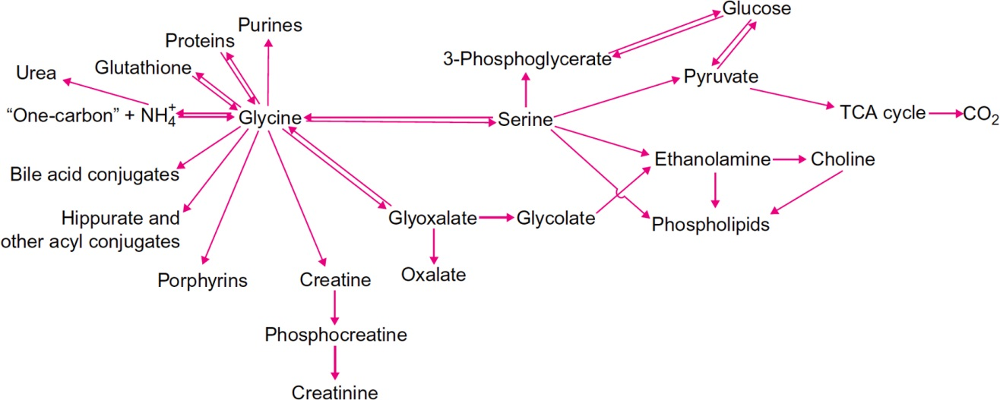 Glucose
Purines
Proteins
3-Phosphoglycerate
Glutathione
Urea
Pyruvate
“One-carbon” + NH₄⁺
Glycine
Serine
TCA cycle
CO₂
Ethanolamine
Choline
Bile acid conjugates
Hippurate and
other acyl conjugates
Glyoxalate
Glycolate
Phospholipids
Porphyrins
Creatine
Oxalate
Phosphocreatine
Creatinine